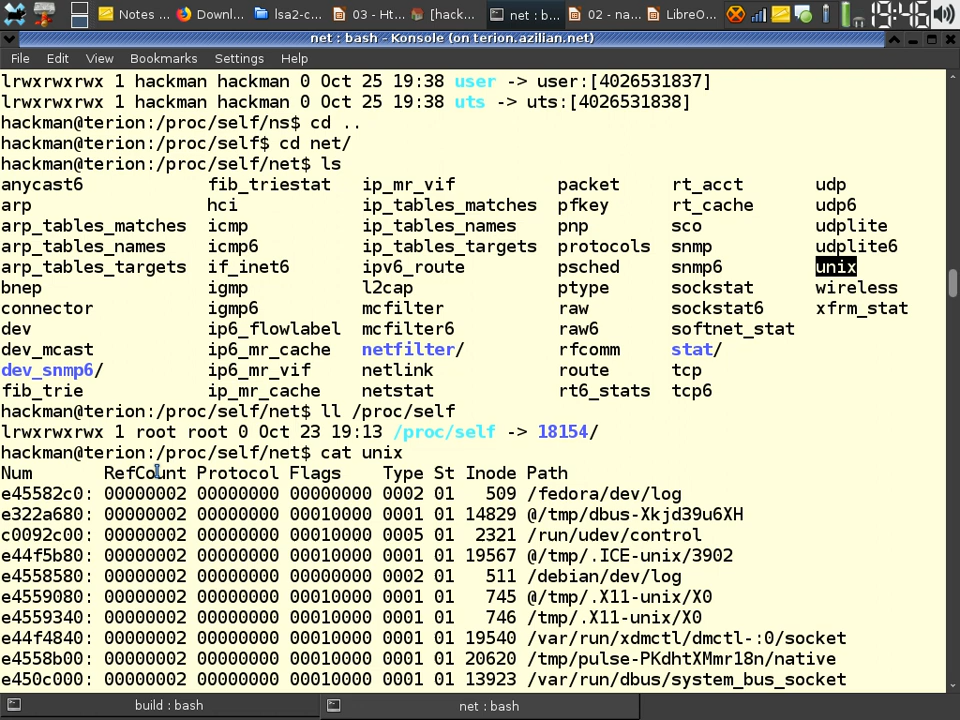 Notes ... Downl... lsa2-c... 03 - Ht... [hack... net : b... 02 - na... LibreO... 19:46
net : bash - Konsole (on terion.azilian.net)
File Edit View Bookmarks Settings Help
lrwxrwxrwx 1 hackman hackman 0 Oct 25 19:38 user -> user:[4026531837]
lrwxrwxrwx 1 hackman hackman 0 Oct 25 19:38 uts -> uts:[4026531838]
hackman@terion:/proc/self/ns$ cd ..
hackman@terion:/proc/self$ cd net/
hackman@terion:/proc/self/net$ ls
anycast6 fib_triestat ip_mr_vif packet rt_acct udp
arp hci ip_tables_matches pfkey rt_cache udp6
arp_tables_matches icmp ip_tables_names pnp sco udplite
arp_tables_names icmp6 ip_tables_targets protocols snmp udplite6
arp_tables_targets if_inet6 ipv6_route psched snmp6 unix
bnep igmp l2cap ptype sockstat wireless
connector igmp6 mcfilter raw sockstat6 xfrm_stat
dev ip6_flowlabel mcfilter6 raw6 softnet_stat
dev_mcast ip6_mr_cache netfilter/ rfcomm stat/
dev_snmp6/ ip6_mr_vif netlink route tcp
fib_trie ip_mr_cache netstat rt6_stats tcp6
hackman@terion:/proc/self/net$ ll /proc/self
lrwxrwxrwx 1 root root 0 Oct 23 19:13 /proc/self -> 18154/
hackman@terion:/proc/self/net$ cat unix
Num RefCount Protocol Flags Type St Inode Path
e45582c0: 00000002 00000000 00000000 0002 01 509 /fedora/dev/log
e322a680: 00000002 00000000 00010000 0001 01 14829 @/tmp/dbus-Xkjd39u6XH
c0092c00: 00000002 00000000 00010000 0005 01 2321 /run/udev/control
e44f5b80: 00000002 00000000 00010000 0001 01 19567 @/tmp/.ICE-unix/3902
e4558580: 00000002 00000000 00000000 0002 01 511 /debian/dev/log
e4559080: 00000002 00000000 00010000 0001 01 745 @/tmp/.X11-unix/X0
e4559340: 00000002 00000000 00010000 0001 01 746 /tmp/.X11-unix/X0
e44f4840: 00000002 00000000 00010000 0001 01 19540 /var/run/xdmctl/dmctl-:0/socket
e4558b00: 00000002 00000000 00010000 0001 01 20620 /tmp/pulse-PKdhtXMmr18n/native
e450c000: 00000002 00000000 00010000 0001 01 13923 /var/run/dbus/system_bus_socket
build : bash net : bash